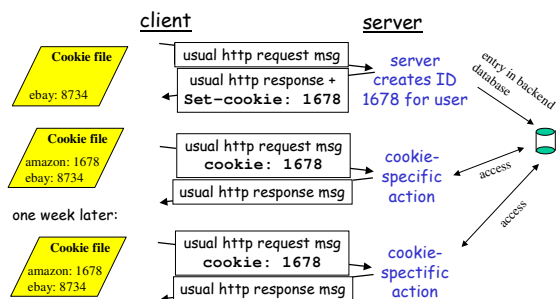 client
server
Cookie file
ebay: 8734
usual http request msg
usual http response +
Set-cookie: 1678
server
creates ID
1678 for user
entry in backend
database
Cookie file
amazon: 1678
ebay: 8734
usual http request msg
cookie: 1678
usual http response msg
cookie-
specific
action
access
access
one week later:
Cookie file
amazon: 1678
ebay: 8734
usual http request msg
cookie: 1678
usual http response msg
cookie-
spectific
action